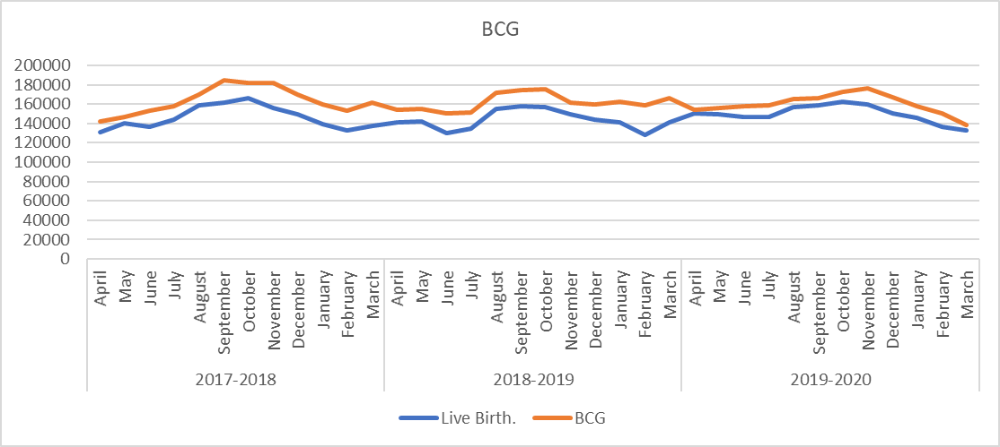 BCG
200000
180000
160000
140000
120000
100000
80000
60000
40000
20000
0
April May June July August September October November December January February March April May June July August September October November December January February March April May June July August September October November December January February March
2017-2018 2018-2019 2019-2020
Live Birth. BCG